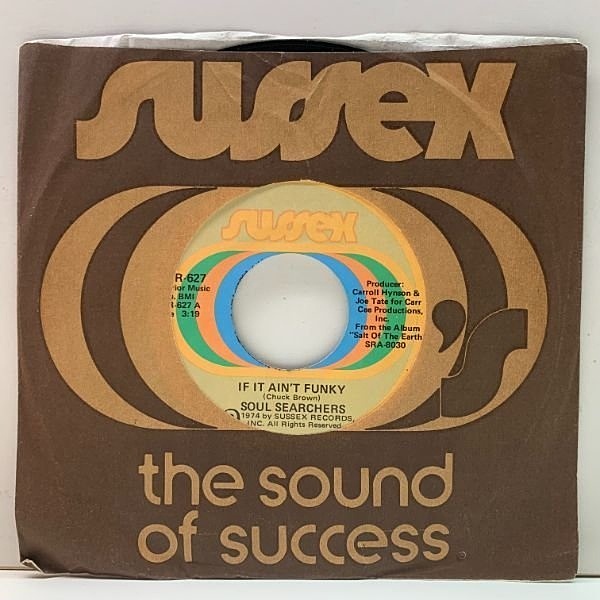 sussex
sussex
R-627
ior Music
BMI
-627 A
3:19
Producer:
Carroll Hynson &
Joe Tate for Carr
Cee Productions,
Inc.
From the Album
"Salt Of The Earth
SRA-8030
's
IF IT AIN'T FUNKY
(Chuck Brown)
SOUL SEARCHERS
1974 by SUSSEX RECORDS,
INC. All Rights Reserved
the sound
of success